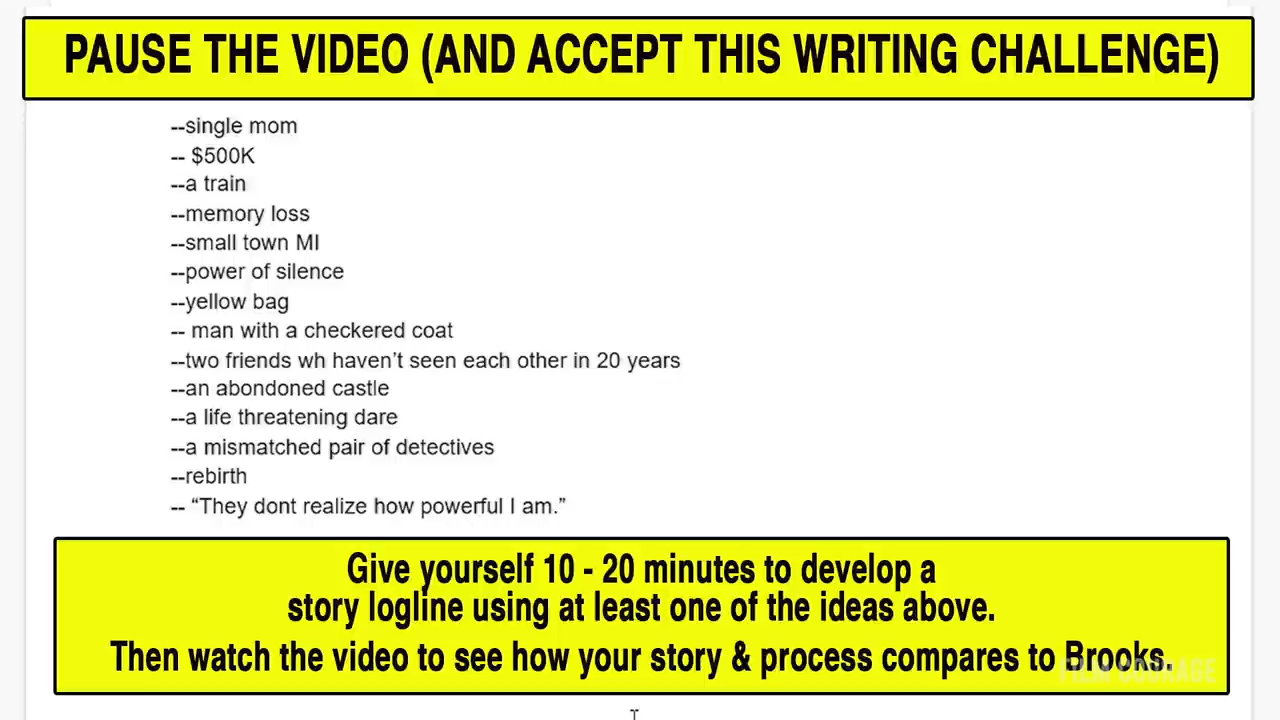 PAUSE THE VIDEO (AND ACCEPT THIS WRITING CHALLENGE)
--single mom
-- $500K
--a train
--memory loss
--small town MI
--power of silence
--yellow bag
-- man with a checkered coat
--two friends wh haven't seen each other in 20 years
--an abondoned castle
--a life threatening dare
--a mismatched pair of detectives
--rebirth
-- “They dont realize how powerful I am.”
Give yourself 10 - 20 minutes to develop a
story logline using at least one of the ideas above.
Then watch the video to see how your story & process compares to Brooks.
FILM COURAGE